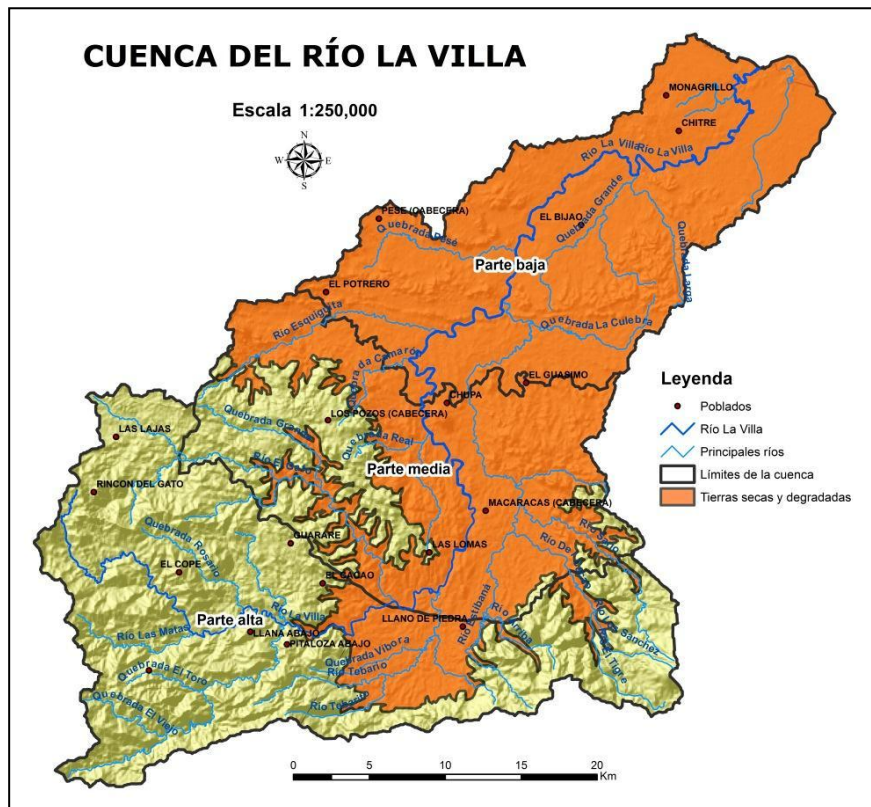 CUENCA DEL RÍO LA VILLA
Escala 1:250,000
N
W
E
S
MONAGRILLO
CHITRE
Río La Villa
Río La Villa
PESE (CABECERA)
Quebrada Pesé
EL BIJAO
Quebrada Grande
Quebrada Larga
Parte baja
EL POTRERO
Río Esquiguita
Quebrada La Culebra
Quebrada Camarón
EL GUASIMO
CHUPA
Leyenda
Poblados
Río La Villa
Principales ríos
Límites de la cuenca
Tierras secas y degradadas
LAS LAJAS
Quebrada Grande
LOS POZOS (CABECERA)
Quebrada Real
Río El Gato
Parte media
RINCON DEL GATO
MACARACAS (CABECERA)
Quebrada Rosario
GUARARE
LAS LOMAS
EL COPE
EL CACAO
Río Estibaná
Parte alta
Río La Villa
LLANO DE PIEDRA
LLANA ABAJO
PITALOZA ABAJO
Río Las Matas
Quebrada Víbora
Río Tebario
Quebrada El Toro
Quebrada El Viejo
Tigre
0
5
10
15
20
Km